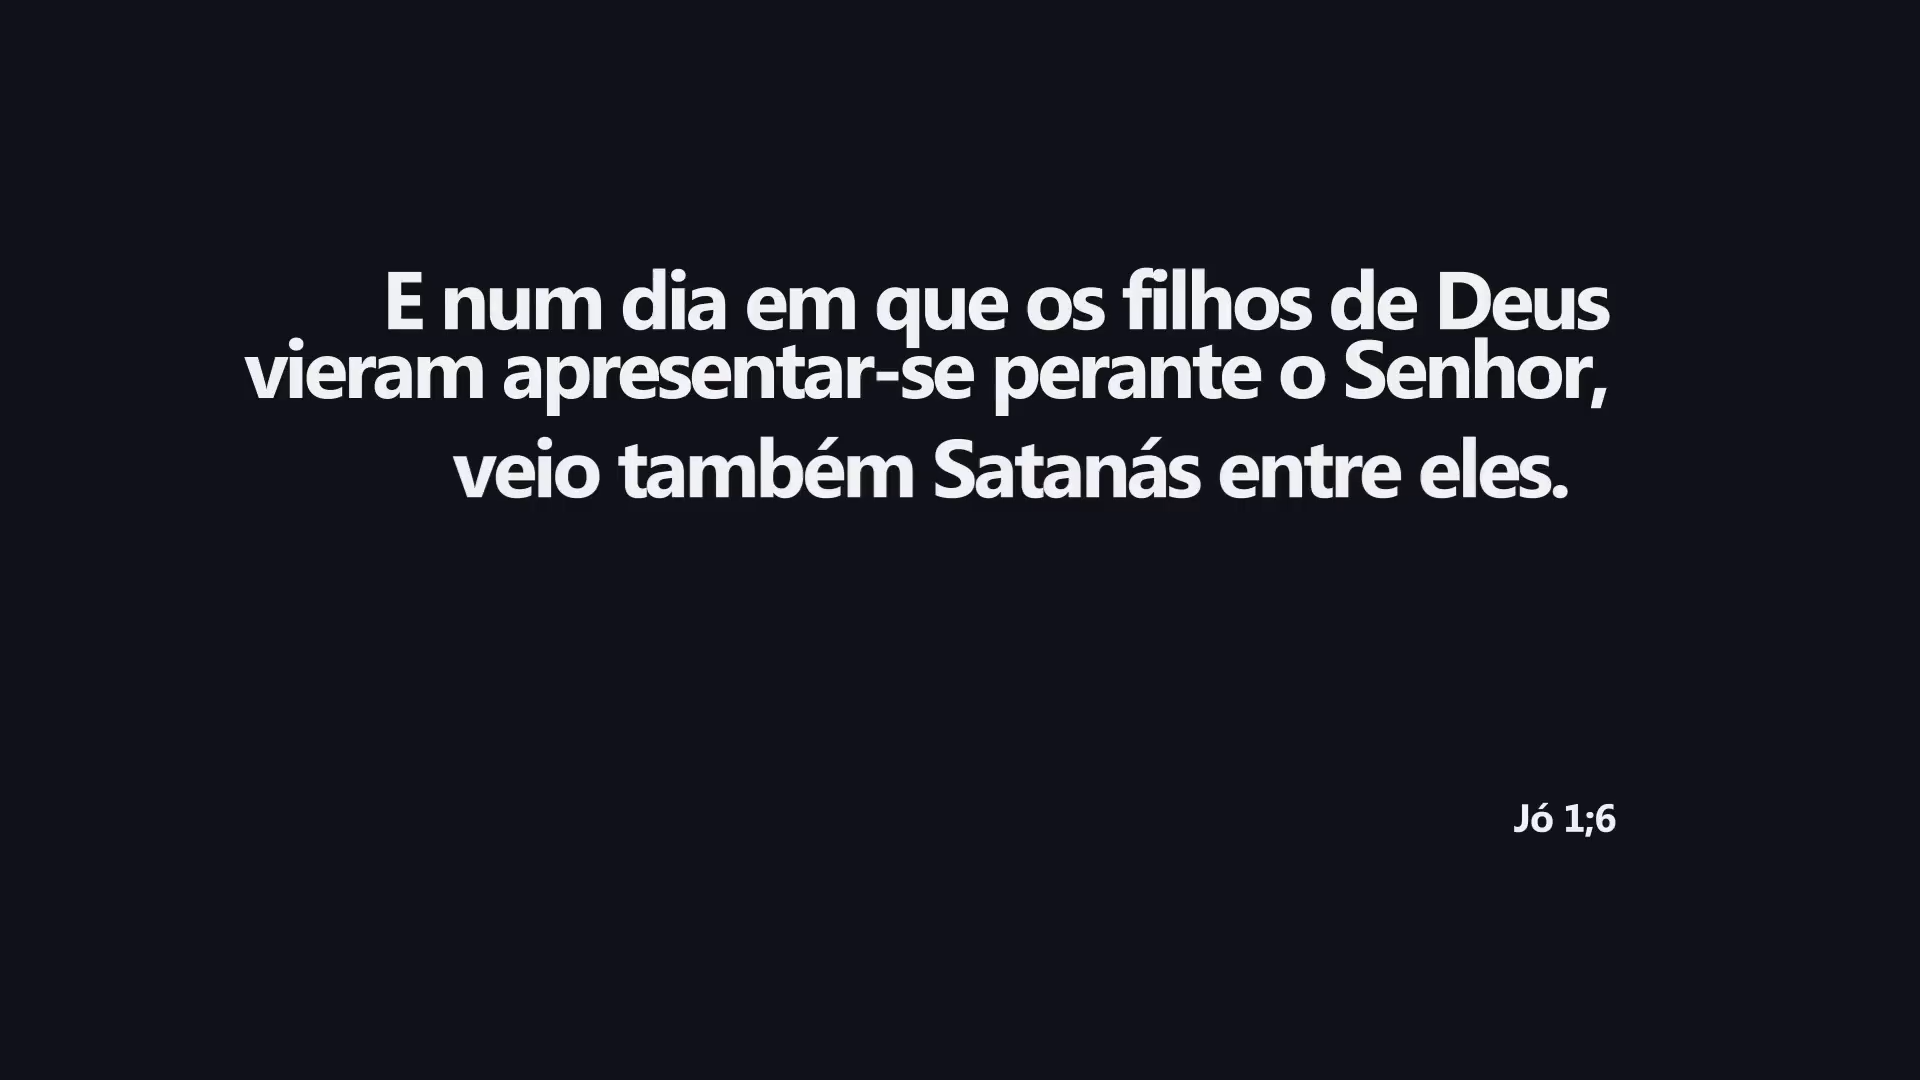 E num dia em que os filhos de Deus
vieram apresentar-se perante o Senhor,
veio também Satanás entre eles.
Jó 1;6